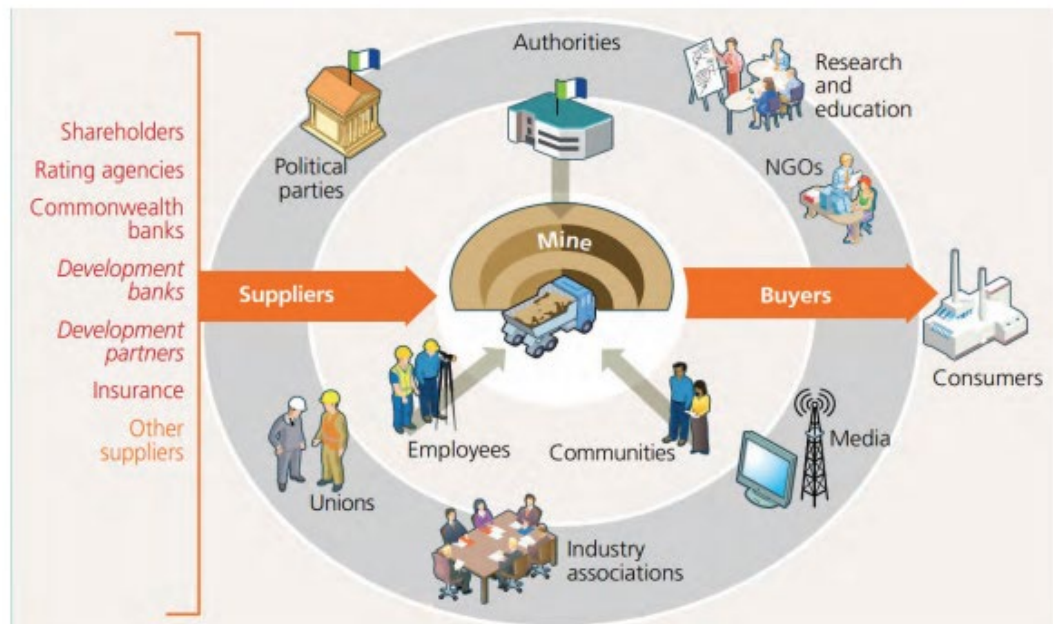 Authorities
Research
and
education
Political
parties
NGOs
Shareholders
Rating agencies
Commonwealth
banks
Development
banks
Development
partners
Insurance
Other
suppliers
Suppliers
Mine
Buyers
Consumers
Employees
Communities
Media
Unions
Industry
associations